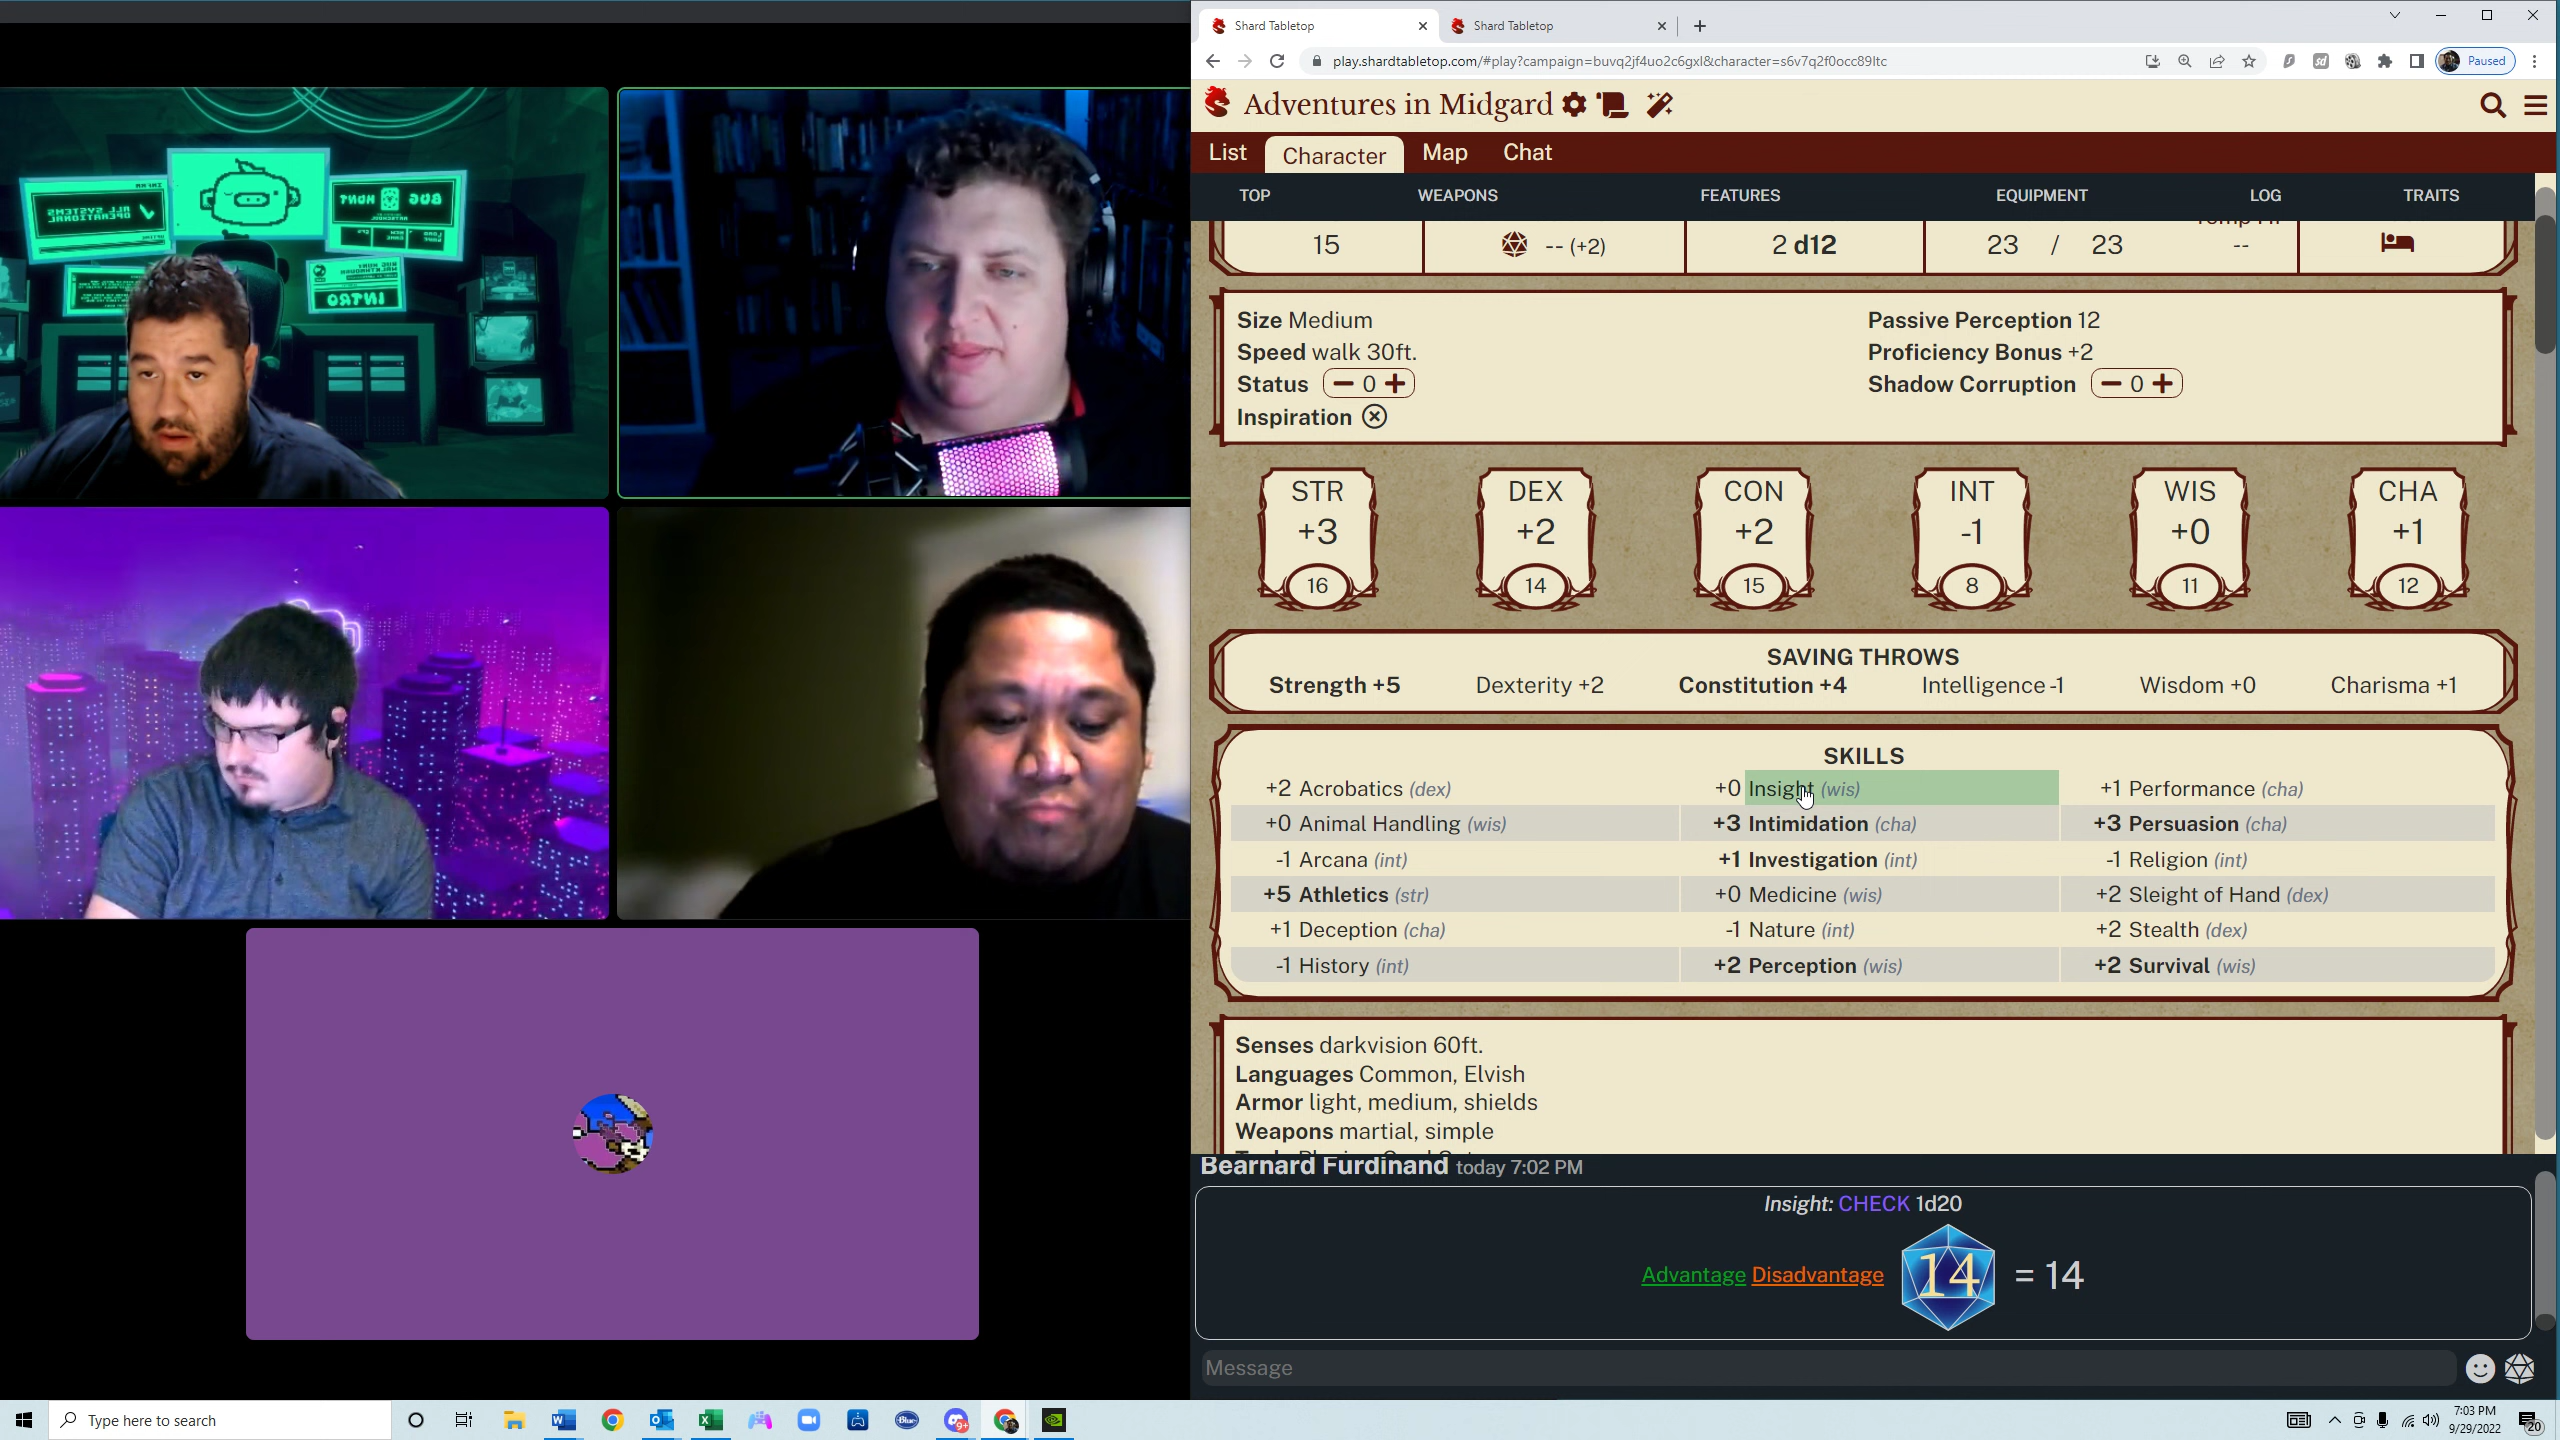 Shard Tabletop
Shard Tabletop
play.shardtabletop.com/#play?campaign=buvq2jf4uo2c6gxl&character=s6v7q2f0occ89ltc
Paused
Adventures in Midgard
List Character Map Chat
TOP WEAPONS FEATURES EQUIPMENT LOG TRAITS
15 -- (+2) 2 d12 23 / 23 --
Size Medium
Speed walk 30ft.
Status 0
Inspiration
Passive Perception 12
Proficiency Bonus +2
Shadow Corruption 0
STR DEX CON INT WIS CHA
+3 +2 +2 -1 +0 +1
16 14 15 8 11 12
SAVING THROWS
Strength +5 Dexterity +2 Constitution +4 Intelligence -1 Wisdom +0 Charisma +1
SKILLS
+2 Acrobatics (dex) +0 Insight (wis) +1 Performance (cha)
+0 Animal Handling (wis) +3 Intimidation (cha) +3 Persuasion (cha)
-1 Arcana (int) +1 Investigation (int) -1 Religion (int)
+5 Athletics (str) +0 Medicine (wis) +2 Sleight of Hand (dex)
+1 Deception (cha) -1 Nature (int) +2 Stealth (dex)
-1 History (int) +2 Perception (wis) +2 Survival (wis)
Senses darkvision 60ft.
Languages Common, Elvish
Armor light, medium, shields
Weapons martial, simple
Bearnard Furdinand today 7:02 PM
Insight: CHECK 1d20
Advantage Disadvantage 14 = 14
Message
ALL SYSTEMS
OPERATIONAL
BUG HUNT
INTRO
Type here to search
7:03 PM
9/29/2022
20